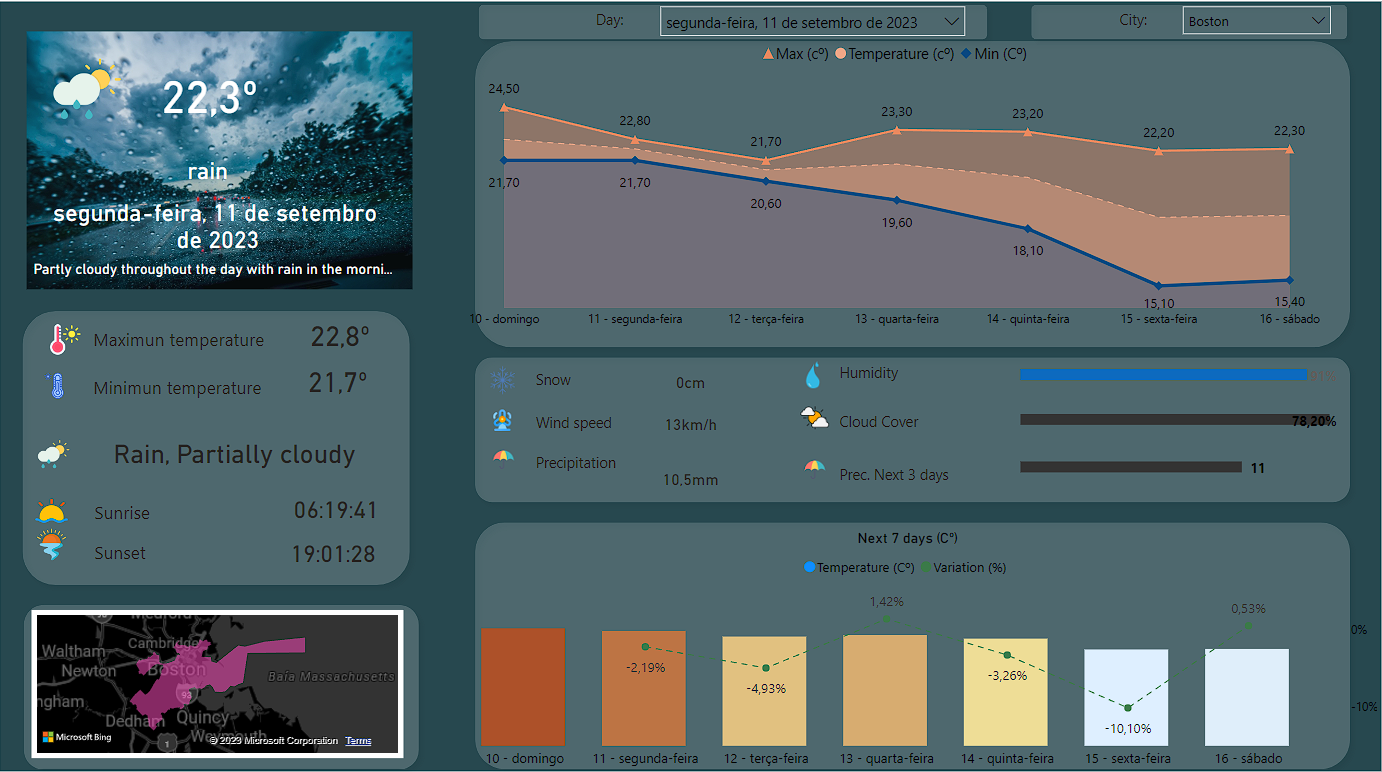 Day:
segunda-feira, 11 de setembro de 2023
City:
Boston
22,3º
rain
segunda-feira, 11 de setembro
de 2023
Partly cloudy throughout the day with rain in the morni...
Max (cº) Temperature (cº) Min (Cº)
24,50
22,80
21,70
23,30
23,20
22,20
22,30
21,70
21,70
20,60
19,60
18,10
15,10
15,40
10 - domingo
11 - segunda-feira
12 - terça-feira
13 - quarta-feira
14 - quinta-feira
15 - sexta-feira
16 - sábado
Maximun temperature 22,8º
Minimun temperature 21,7º
Rain, Partially cloudy
Sunrise 06:19:41
Sunset 19:01:28
Snow 0cm
Wind speed 13km/h
Precipitation 10,5mm
Humidity 91%
Cloud Cover 78,20%
Prec. Next 3 days 11
Next 7 days (Cº)
Temperature (Cº) Variation (%)
-2,19%
-4,93%
1,42%
-3,26%
-10,10%
0,53%
0%
-10%
10 - domingo
11 - segunda-feira
12 - terça-feira
13 - quarta-feira
14 - quinta-feira
15 - sexta-feira
16 - sábado
Waltham
Cambridge
Newton
Boston
Baía Massachusetts
93
Dedham
Quincy
Weymouth
1
Microsoft Bing
© 2023 Microsoft Corporation Terms